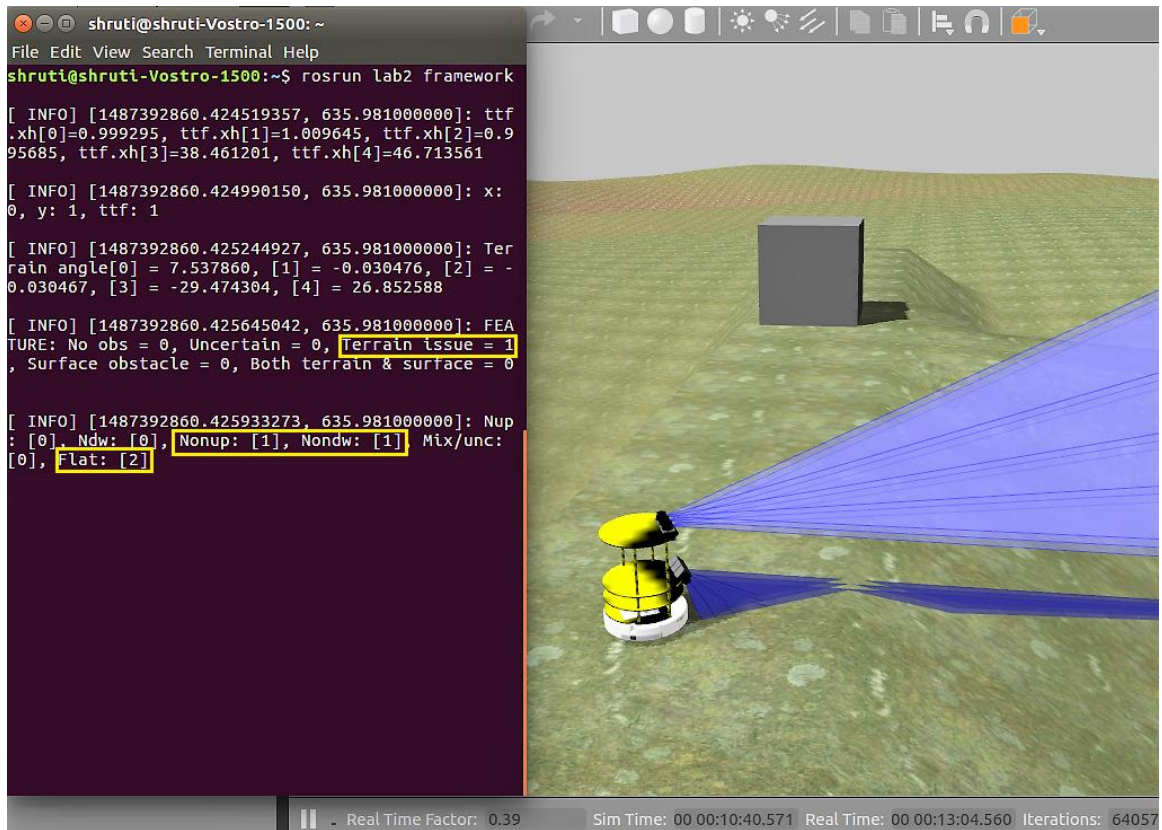 shruti@shruti-Vostro-1500: ~
File Edit View Search Terminal Help
shruti@shruti-Vostro-1500:~$ rosrun lab2 framework
[ INFO] [1487392860.424519357, 635.981000000]: ttf
.xh[0]=0.999295, ttf.xh[1]=1.009645, ttf.xh[2]=0.9
95685, ttf.xh[3]=38.461201, ttf.xh[4]=46.713561
[ INFO] [1487392860.424990150, 635.981000000]: x:
0, y: 1, ttf: 1
[ INFO] [1487392860.425244927, 635.981000000]: Ter
rain angle[0] = 7.537860, [1] = -0.030476, [2] = -
0.030467, [3] = -29.474304, [4] = 26.852588
[ INFO] [1487392860.425645042, 635.981000000]: FEA
TURE: No obs = 0, Uncertain = 0, Terrain issue = 1
, Surface obstacle = 0, Both terrain & surface = 0
[ INFO] [1487392860.425933273, 635.981000000]: Nup
: [0], Ndw: [0], Nonup: [1], Nondw: [1], Mix/unc:
[0], Flat: [2]
Real Time Factor: 0.39 Sim Time: 00 00:10:40.571 Real Time: 00 00:13:04.560 Iterations: 64057